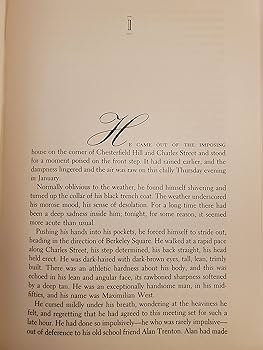 I
HE CAME OUT OF THE IMPOSING
house on the corner of Chesterfield Hill and Charles Street and stood
for a moment poised on the front step. It had rained earlier, and the
dampness lingered and the air was raw on this chilly Thursday evening
in January.
Normally oblivious to the weather, he found himself shivering and
turned up the collar of his black trench coat. The weather underscored
his morose mood, his sense of desolation. For a long time there had
been a deep sadness inside him; tonight, for some reason, it seemed
more acute than usual.
Pushing his hands into his pockets, he forced himself to stride out,
heading in the direction of Berkeley Square. He walked at a rapid pace
along Charles Street, his step determined, his back straight, his head
held erect. He was dark-haired with dark-brown eyes, tall, lean, trimly
built. There was an athletic hardness about his body, and this was
echoed in his lean and angular face; its rawboned sharpness softened
by a deep tan. He was an exceptionally handsome man, in his mid-
fifties, and his name was Maximilian West.
He cursed mildly under his breath, wondering at the heaviness he
felt, and regretting that he had agreed to this meeting set for such a
late hour. He had done so impulsively—he who was rarely impulsive—
out of deference to his old school friend Alan Trenton. Alan had made